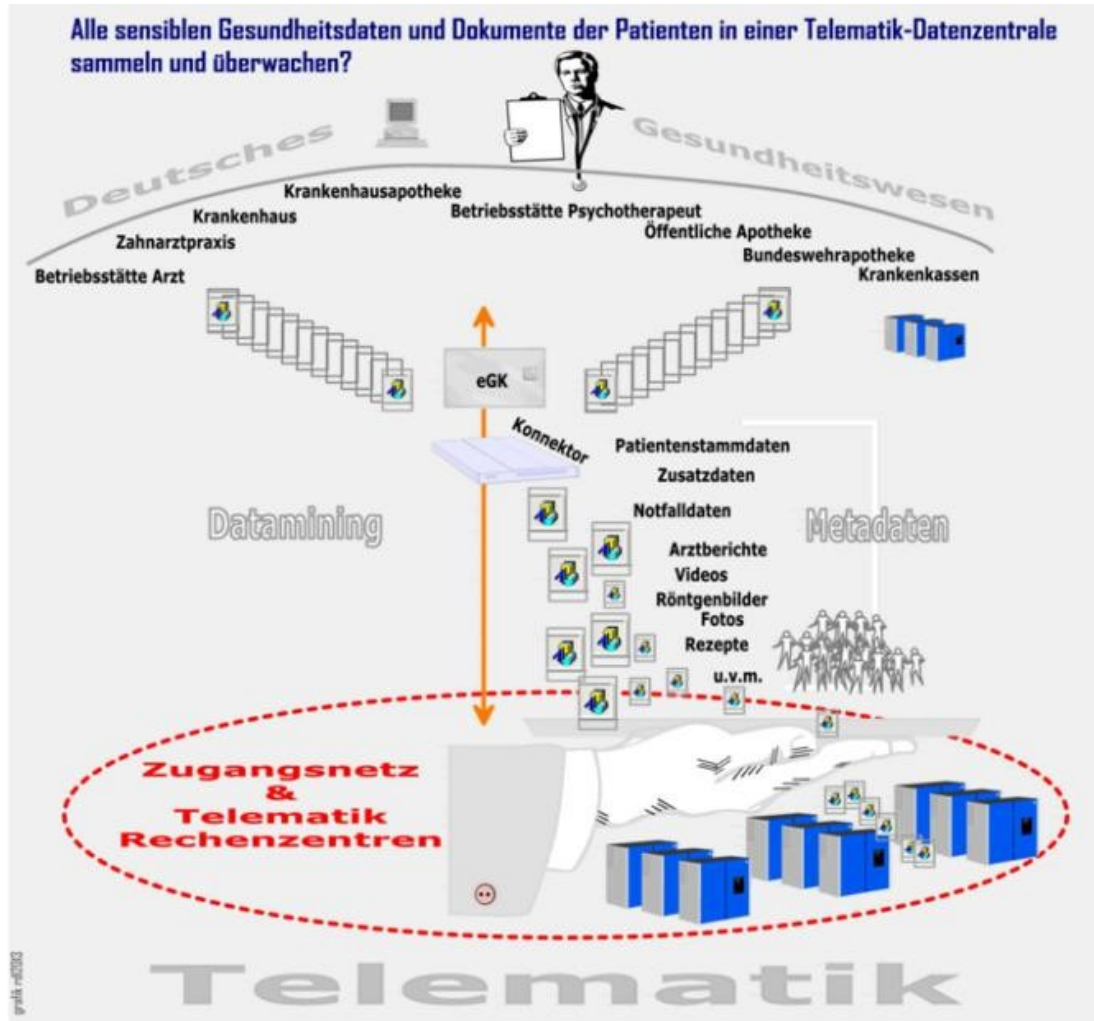 Alle sensiblen Gesundheitsdaten und Dokumente der Patienten in einer Telematik-Datenzentrale
sammeln und überwachen?
Deutsches
Gesundheitswesen
Krankenhausapotheke
Krankenhaus
Zahnarztpraxis
Betriebsstätte Arzt
Betriebsstätte Psychotherapeut
Öffentliche Apotheke
Bundeswehrapotheke
Krankenkassen
eGK
Konnektor
Patientenstammdaten
Zusatzdaten
Notfalldaten
Datamining
Metadaten
Arztberichte
Videos
Röntgenbilder
Fotos
Rezepte
u.v.m.
Zugangsnetz
&
Telematik
Rechenzentren
Telematik
grafik rdl2013